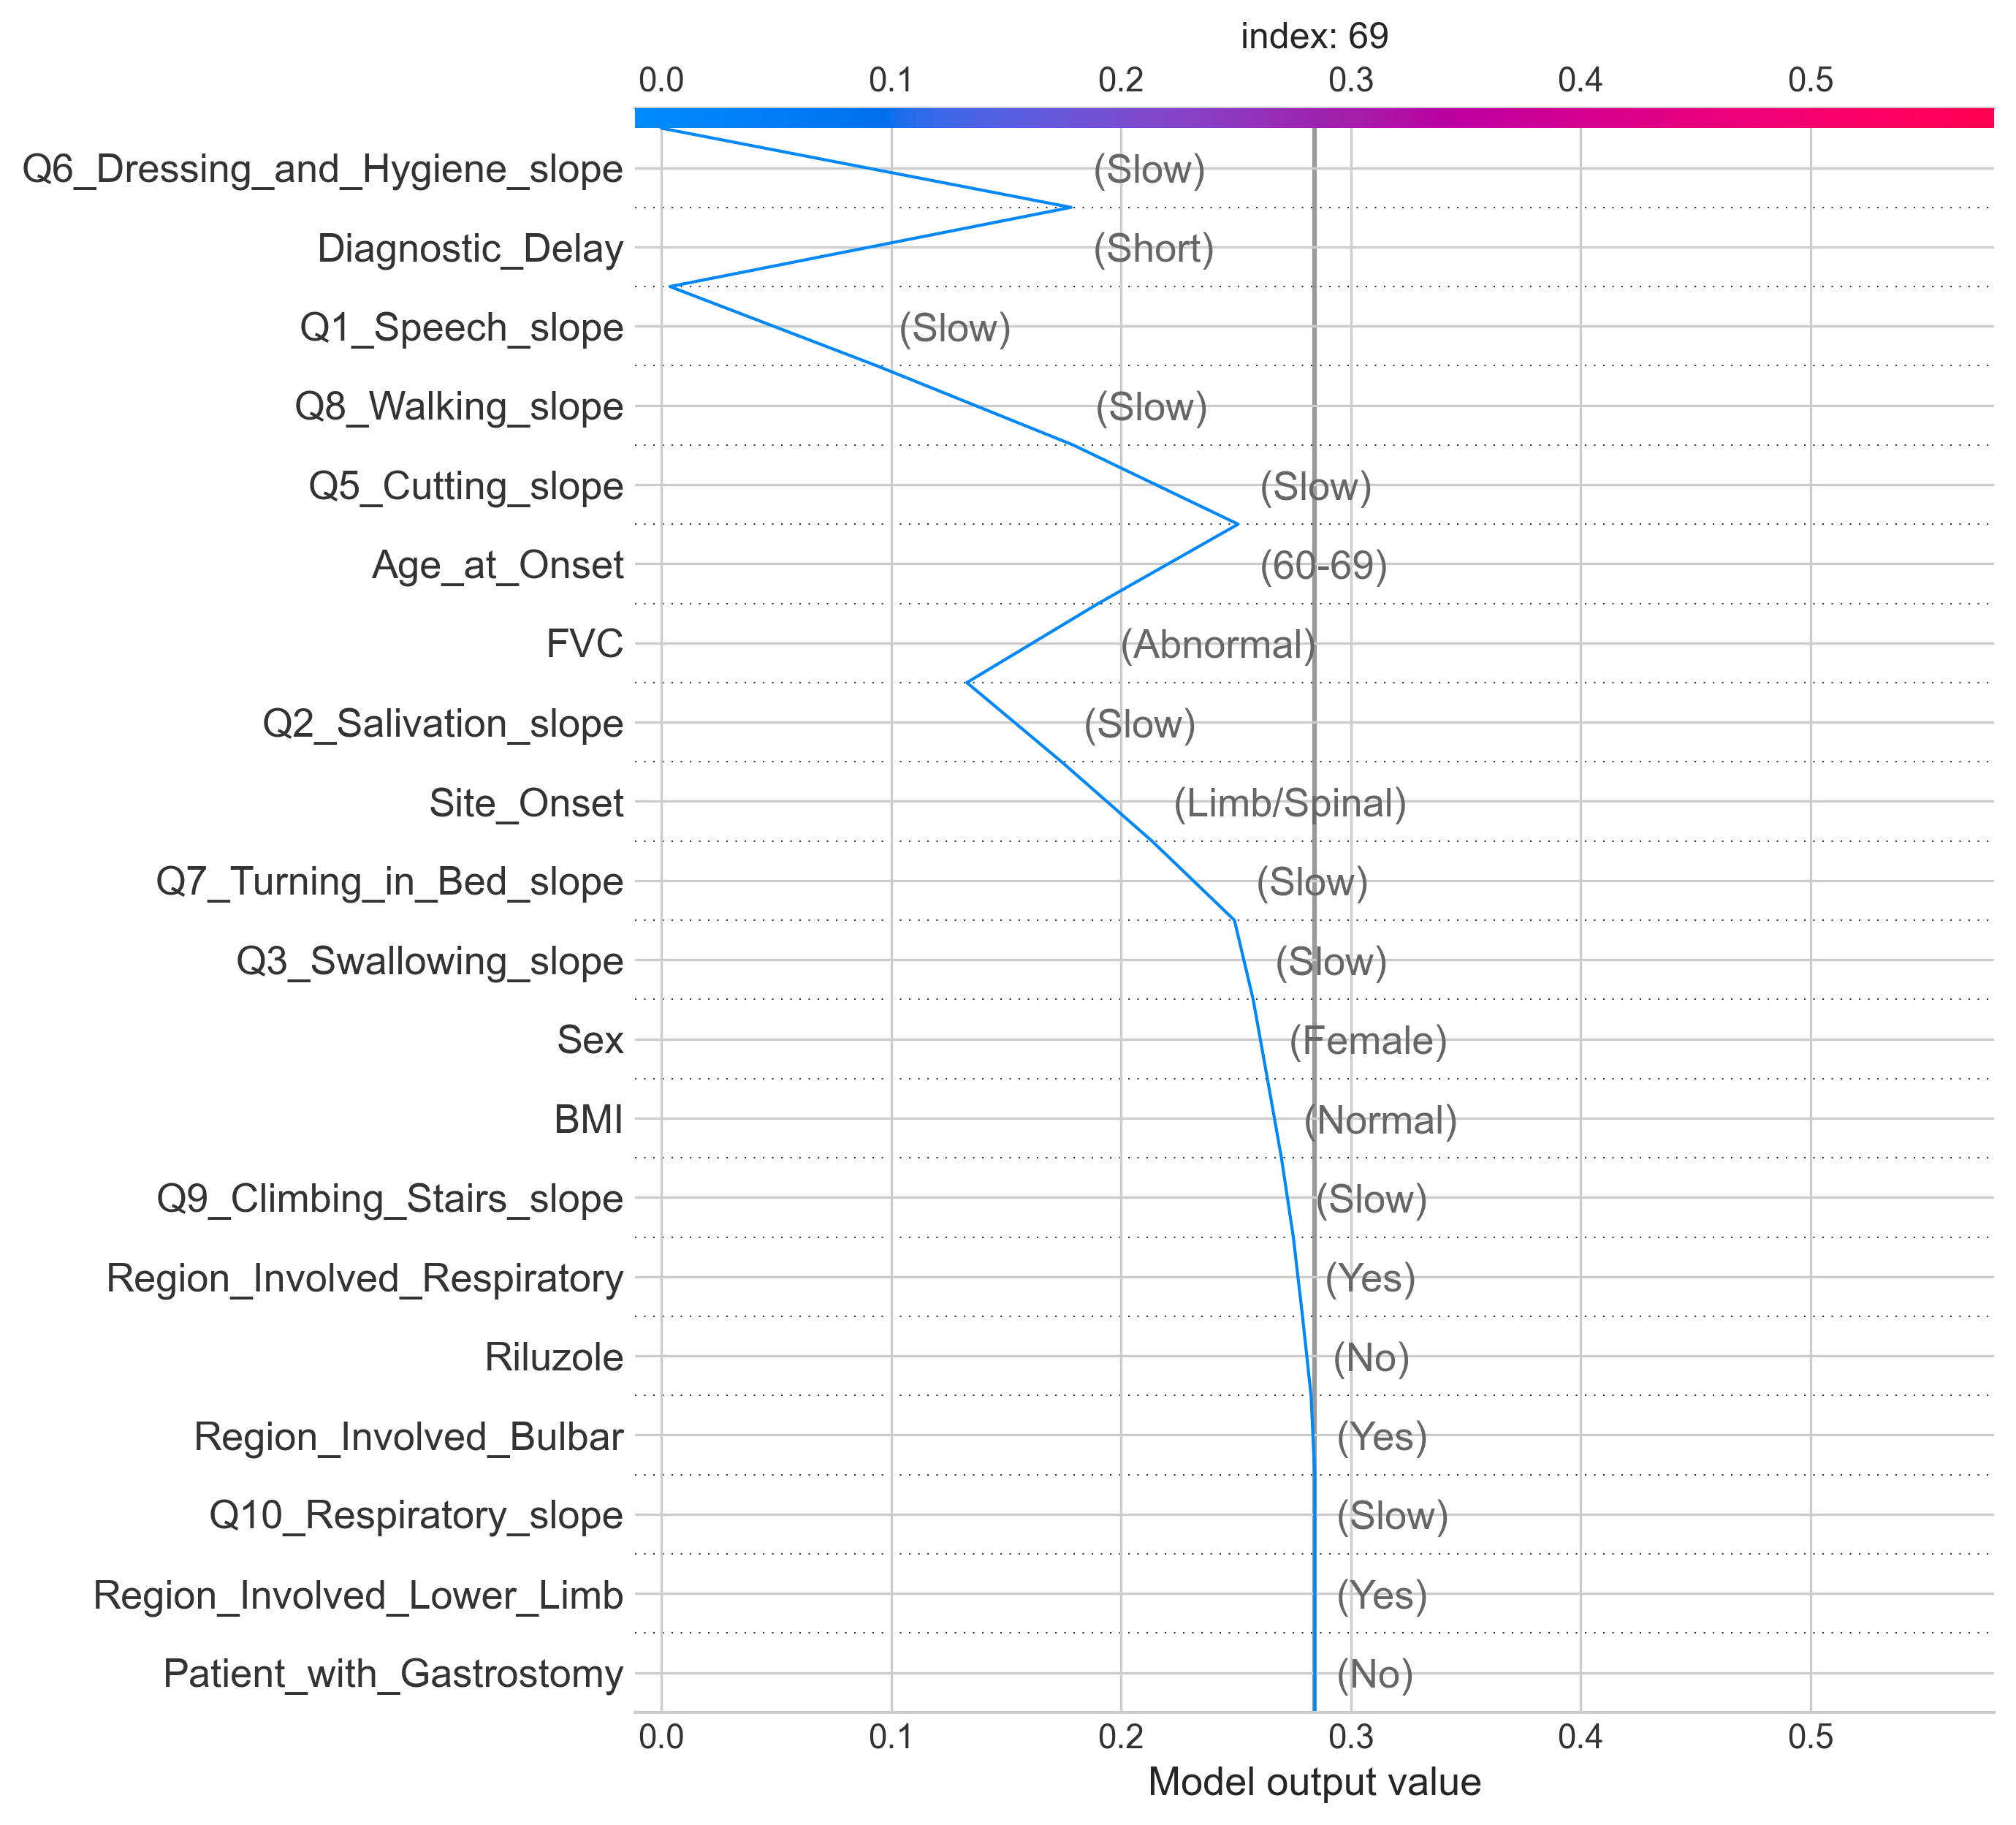 index: 69
0.0 0.1 0.2 0.3 0.4 0.5
Q6_Dressing_and_Hygiene_slope (Slow)
Diagnostic_Delay (Short)
Q1_Speech_slope (Slow)
Q8_Walking_slope (Slow)
Q5_Cutting_slope (Slow)
Age_at_Onset (60-69)
FVC (Abnormal)
Q2_Salivation_slope (Slow)
Site_Onset (Limb/Spinal)
Q7_Turning_in_Bed_slope (Slow)
Q3_Swallowing_slope (Slow)
Sex (Female)
BMI (Normal)
Q9_Climbing_Stairs_slope (Slow)
Region_Involved_Respiratory (Yes)
Riluzole (No)
Region_Involved_Bulbar (Yes)
Q10_Respiratory_slope (Slow)
Region_Involved_Lower_Limb (Yes)
Patient_with_Gastrostomy (No)
0.0 0.1 0.2 0.3 0.4 0.5
Model output value